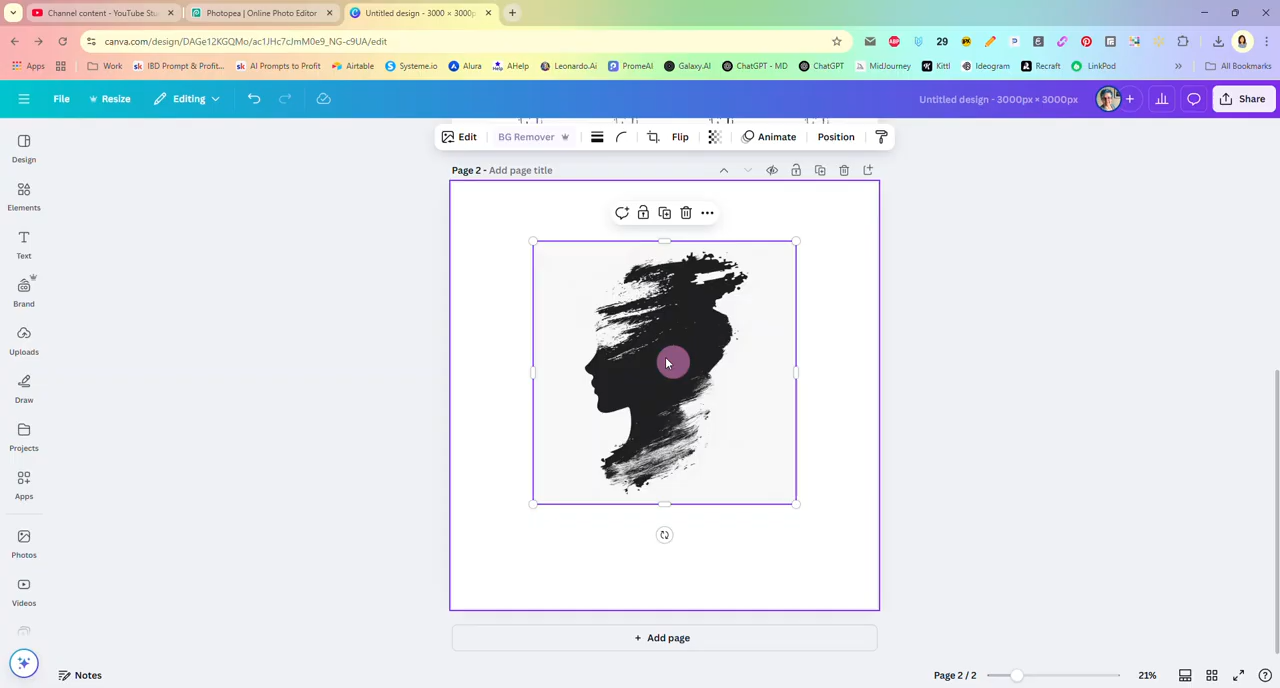 Channel content - YouTube Stu
Photopea | Online Photo Editor
Untitled design - 3000 × 3000p
canva.com/design/DAGe12KGQMo/ac1JHc7cJmM0e9_NG-c9UA/edit
29
Apps
Work
IBD Prompt & Profit...
AI Prompts to Profit
Airtable
Systeme.io
Alura
AHelp
Leonardo.Ai
PromeAI
Galaxy.AI
ChatGPT - MD
ChatGPT
MidJourney
Kittl
Ideogram
Recraft
LinkPod
All Bookmarks
File
Resize
Editing
Untitled design - 3000px × 3000px
Share
Edit
BG Remover
Flip
Animate
Position
Design
Elements
Text
Brand
Uploads
Draw
Projects
Apps
Photos
Videos
Page 2 - Add page title
+ Add page
Notes
Page 2 / 2
21%